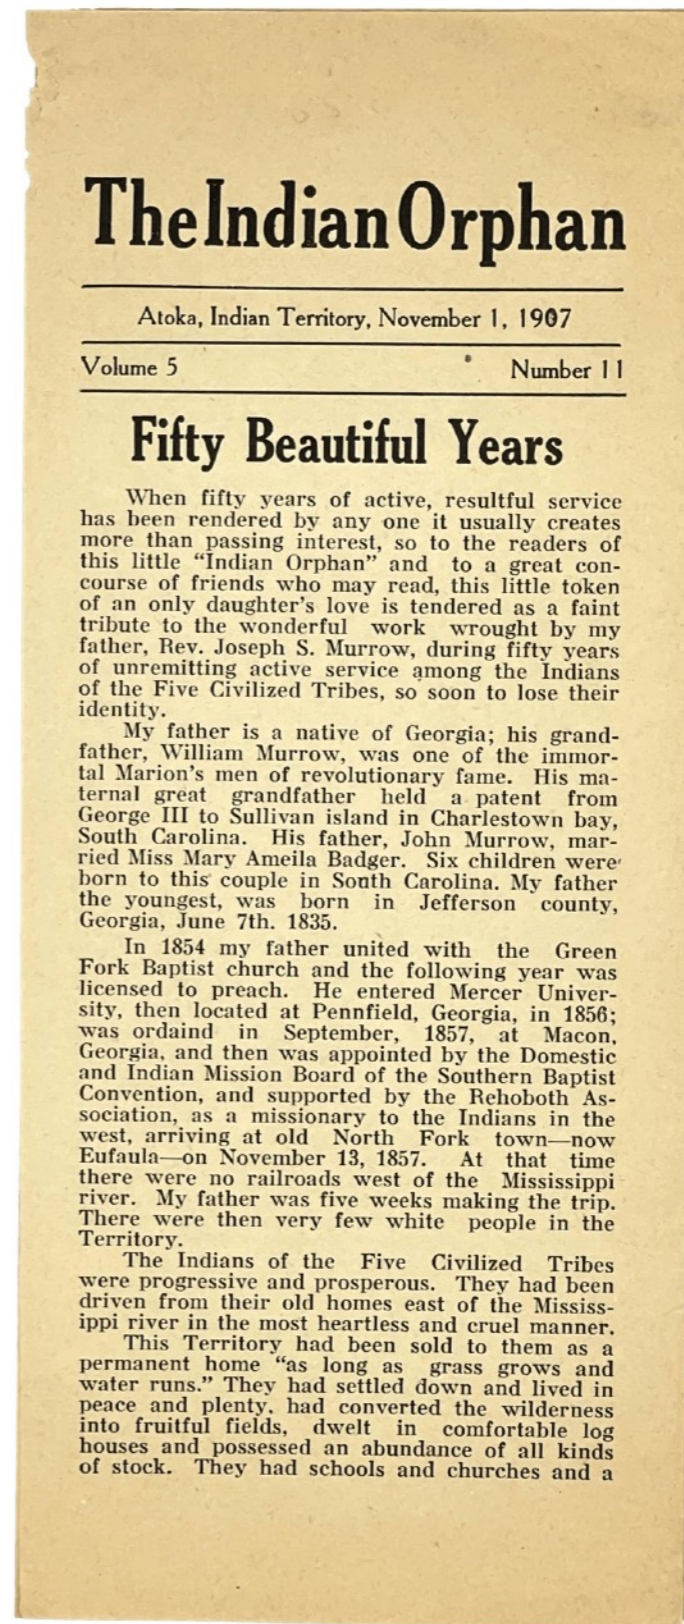 The Indian Orphan
Atoka, Indian Territory, November 1, 1907
Volume 5 Number 11
Fifty Beautiful Years
When fifty years of active, resultful service
has been rendered by any one it usually creates
more than passing interest, so to the readers of
this little "Indian Orphan" and to a great con-
course of friends who may read, this little token
of an only daughter's love is tendered as a faint
tribute to the wonderful work wrought by my
father, Rev. Joseph S. Murrow, during fifty years
of unremitting active service among the Indians
of the Five Civilized Tribes, so soon to lose their
identity.
My father is a native of Georgia; his grand-
father, William Murrow, was one of the immor-
tal Marion's men of revolutionary fame. His ma-
ternal great grandfather held a patent from
George III to Sullivan island in Charlestown bay,
South Carolina. His father, John Murrow, mar-
ried Miss Mary Ameila Badger. Six children were
born to this couple in South Carolina. My father
the youngest, was born in Jefferson county,
Georgia, June 7th. 1835.
In 1854 my father united with the Green
Fork Baptist church and the following year was
licensed to preach. He entered Mercer Univer-
sity, then located at Pennfield, Georgia, in 1856;
was ordaind in September, 1857, at Macon,
Georgia, and then was appointed by the Domestic
and Indian Mission Board of the Southern Baptist
Convention, and supported by the Rehoboth As-
sociation, as a missionary to the Indians in the
west, arriving at old North Fork town—now
Eufaula—on November 13, 1857. At that time
there were no railroads west of the Mississippi
river. My father was five weeks making the trip.
There were then very few white people in the
Territory.
The Indians of the Five Civilized Tribes
were progressive and prosperous. They had been
driven from their old homes east of the Mississ-
ippi river in the most heartless and cruel manner.
This Territory had been sold to them as a
permanent home "as long as grass grows and
water runs." They had settled down and lived in
peace and plenty, had converted the wilderness
into fruitful fields, dwelt in comfortable log
houses and possessed an abundance of all kinds
of stock. They had schools and churches and a